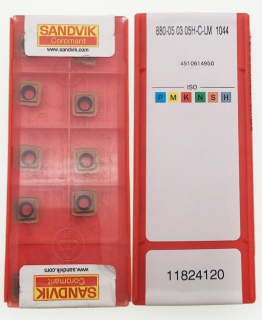 SANDVIK
Coromant
www.sandvik.com
www.sandvik.com
SANDVIK
Coromant
880-05 03 05H-C-LM 1044
4510614950
ISO
P M K N S H
11824120